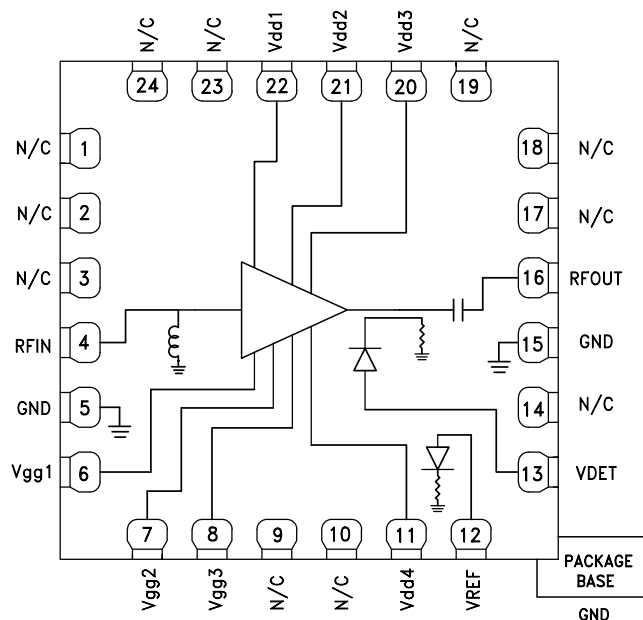 N/C
N/C
Vdd1
Vdd2
Vdd3
N/C
24
23
22
21
20
19
N/C
1
18
N/C
N/C
2
17
N/C
N/C
3
16
RFOUT
RFIN
4
15
GND
GND
5
14
N/C
Vgg1
6
13
VDET
7
8
9
10
11
12
Vgg2
Vgg3
N/C
N/C
Vdd4
VREF
PACKAGE
BASE
GND